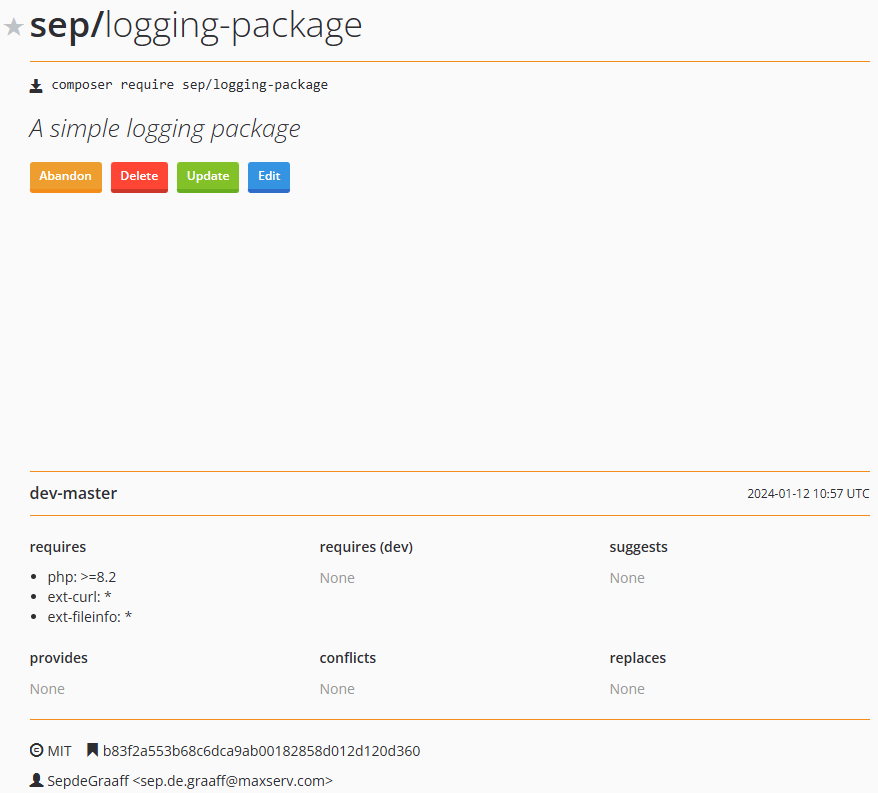 sep/logging-package
composer require sep/logging-package
A simple logging package
Abandon Delete Update Edit
dev-master 2024-01-12 10:57 UTC
requires requires (dev) suggests
php: >=8.2 None None
ext-curl: *
ext-fileinfo: *
provides conflicts replaces
None None None
MIT b83f2a553b68c6dca9ab00182858d012d120d360
SepdeGraaff <sep.de.graaff@maxserv.com>